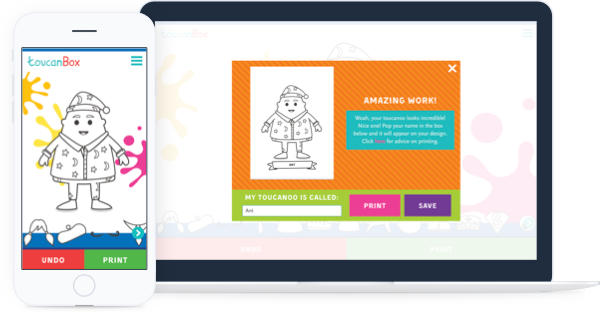 toucanBox
UNDO
PRINT
toucanBox
AMAZING WORK!
Woah, your toucanoo looks incredible!
Nice one! Pop your name in the box
below and it will appear on your design.
Click here for advice on printing.
ANT
MY TOUCANOO IS CALLED:
Ant
PRINT
SAVE
UNDO
PRINT